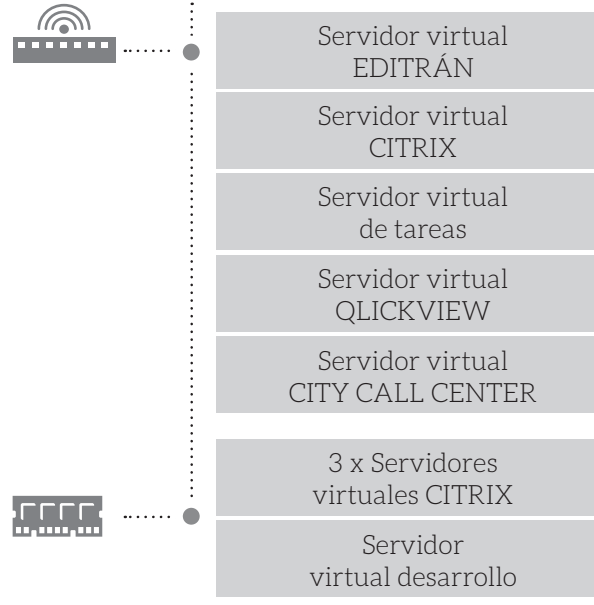 Servidor virtual
EDITRÁN
Servidor virtual
CITRIX
Servidor virtual
de tareas
Servidor virtual
QLICKVIEW
Servidor virtual
CITY CALL CENTER
3 x Servidores
virtuales CITRIX
Servidor
virtual desarrollo